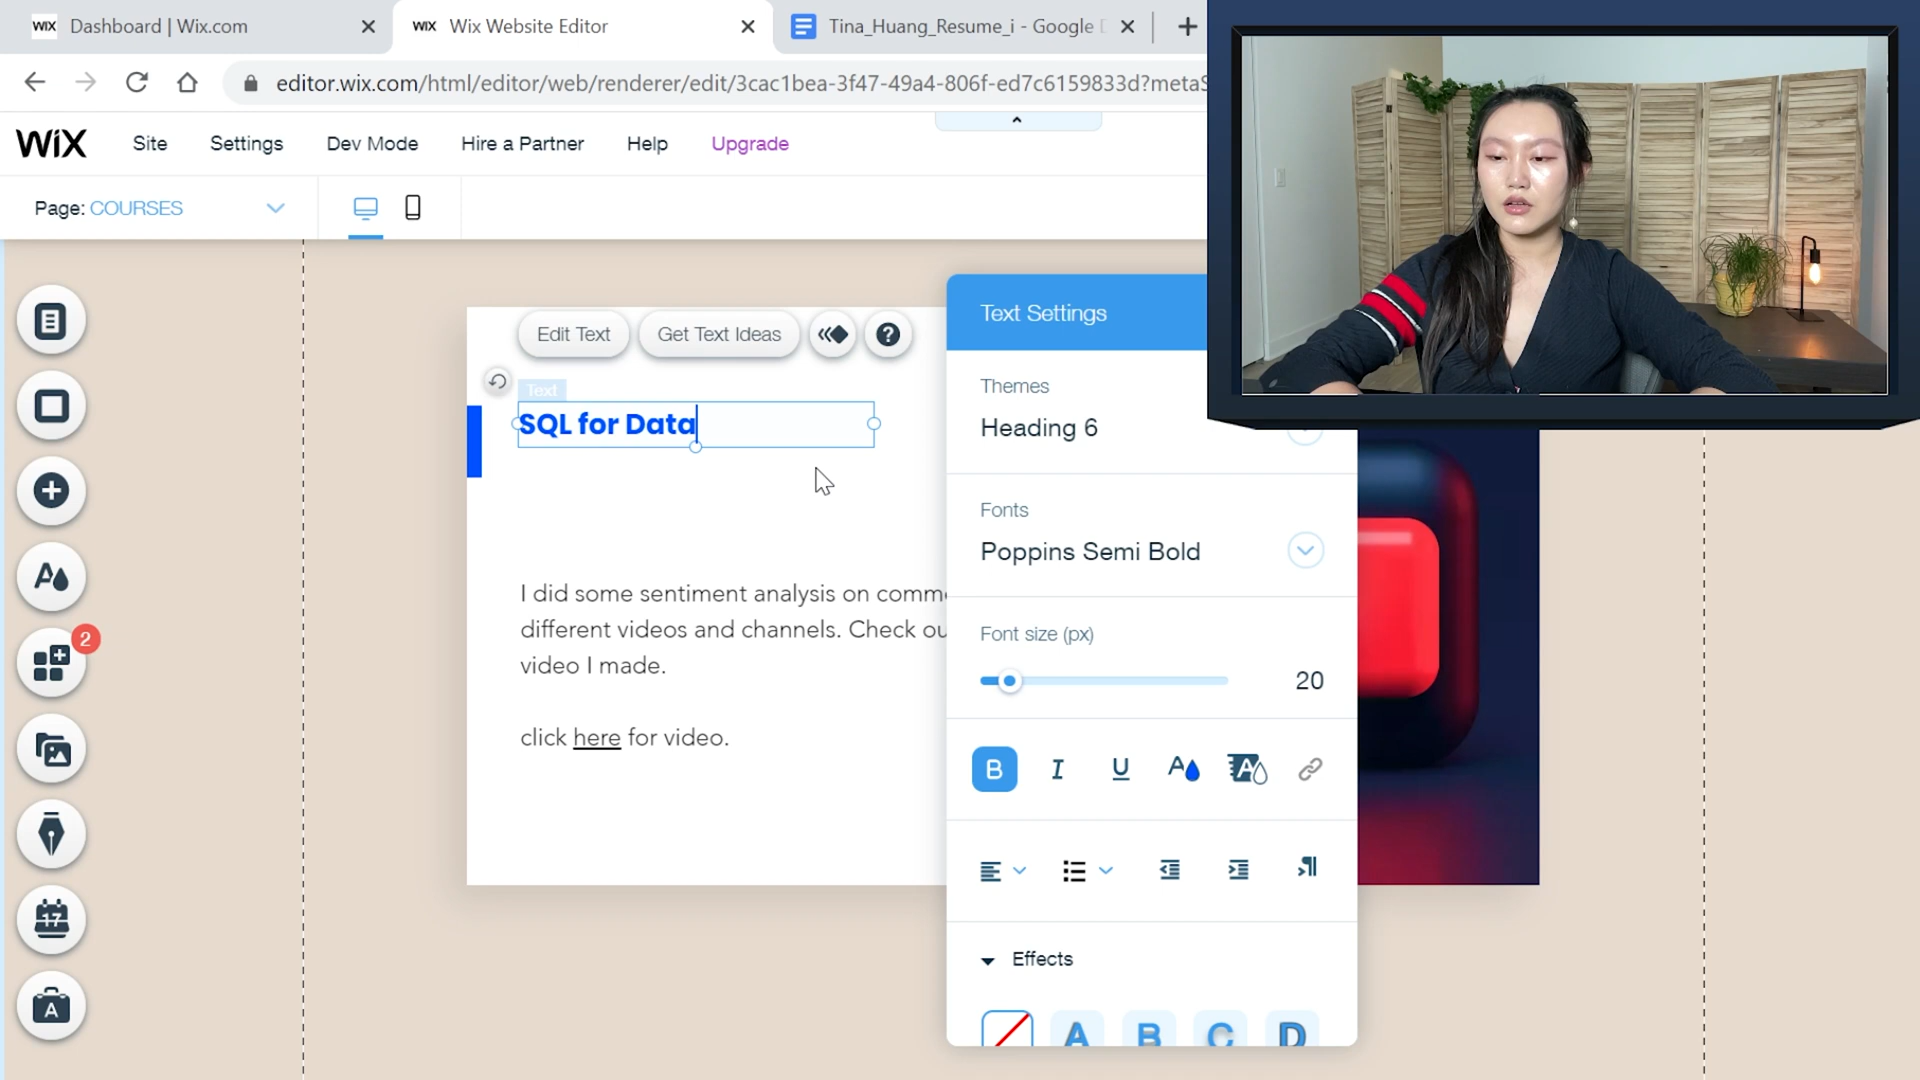 WIX Dashboard | Wix.com
WIX Wix Website Editor
Tina_Huang_Resume_i - Google
editor.wix.com/html/editor/web/renderer/edit/3cac1bea-3f47-49a4-806f-ed7c6159833d?metaS
WiX Site Settings Dev Mode Hire a Partner Help Upgrade
Page: COURSES
Text Settings
Edit Text Get Text Ideas ?
Text
SQL for Data
Themes
Heading 6
Fonts
Poppins Semi Bold
I did some sentiment analysis on comm
different videos and channels. Check ou
video I made.
click here for video.
Font size (px)
20
B I U A A
Effects
A B C D
2
17
A